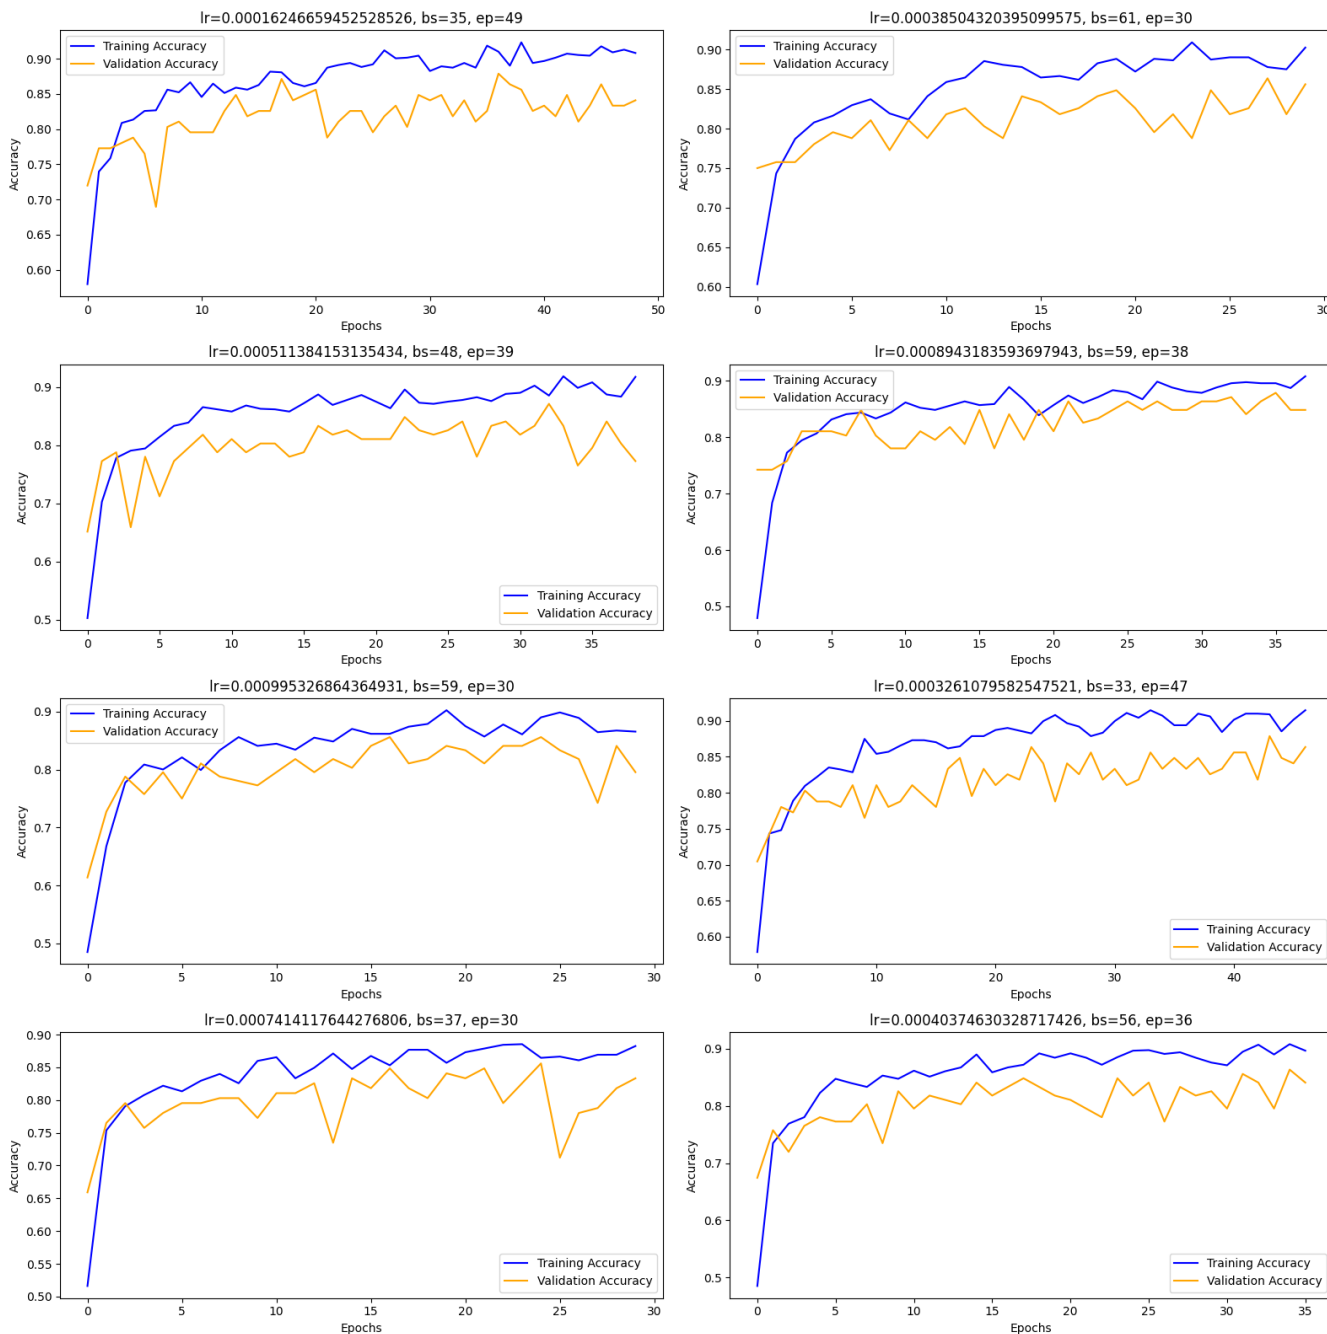 lr=0.00016246659452528526, bs=35, ep=49
Training Accuracy
Validation Accuracy
0.90
0.85
0.80
0.75
0.70
0.65
0.60
Accuracy
0 10 20 30 40 50
Epochs
lr=0.00038504320395099575, bs=61, ep=30
Training Accuracy
Validation Accuracy
0.90
0.85
0.80
0.75
0.70
0.65
0.60
Accuracy
0 5 10 15 20 25 30
Epochs
lr=0.000511384153135434, bs=48, ep=39
0.9
0.8
0.7
0.6
0.5
Accuracy
Training Accuracy
Validation Accuracy
0 5 10 15 20 25 30 35
Epochs
lr=0.0008943183593697943, bs=59, ep=38
Training Accuracy
Validation Accuracy
0.9
0.8
0.7
0.6
0.5
Accuracy
0 5 10 15 20 25 30 35
Epochs
lr=0.000995326864364931, bs=59, ep=30
Training Accuracy
Validation Accuracy
0.9
0.8
0.7
0.6
0.5
Accuracy
0 5 10 15 20 25 30
Epochs
lr=0.0003261079582547521, bs=33, ep=47
0.90
0.85
0.80
0.75
0.70
0.65
0.60
Accuracy
Training Accuracy
Validation Accuracy
0 10 20 30 40
Epochs
lr=0.0007414117644276806, bs=37, ep=30
0.90
0.85
0.80
0.75
0.70
0.65
0.60
0.55
0.50
Accuracy
Training Accuracy
Validation Accuracy
0 5 10 15 20 25 30
Epochs
lr=0.00040374630328717426, bs=56, ep=36
0.9
0.8
0.7
0.6
0.5
Accuracy
Training Accuracy
Validation Accuracy
0 5 10 15 20 25 30 35
Epochs